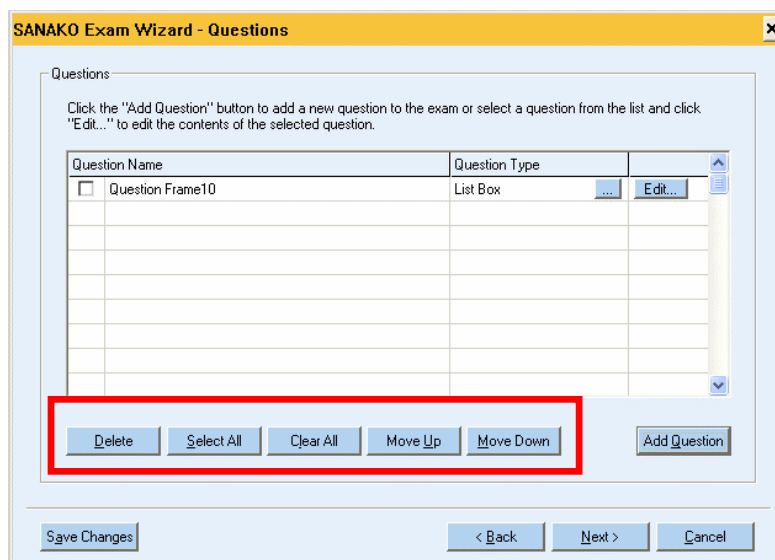 SANAKO Exam Wizard - Questions
Questions
Click the "Add Question" button to add a new question to the exam or select a question from the list and click
"Edit..." to edit the contents of the selected question.
Question Name Question Type
Question Frame10 List Box ... Edit...
Delete Select All Clear All Move Up Move Down Add Question
Save Changes < Back Next > Cancel